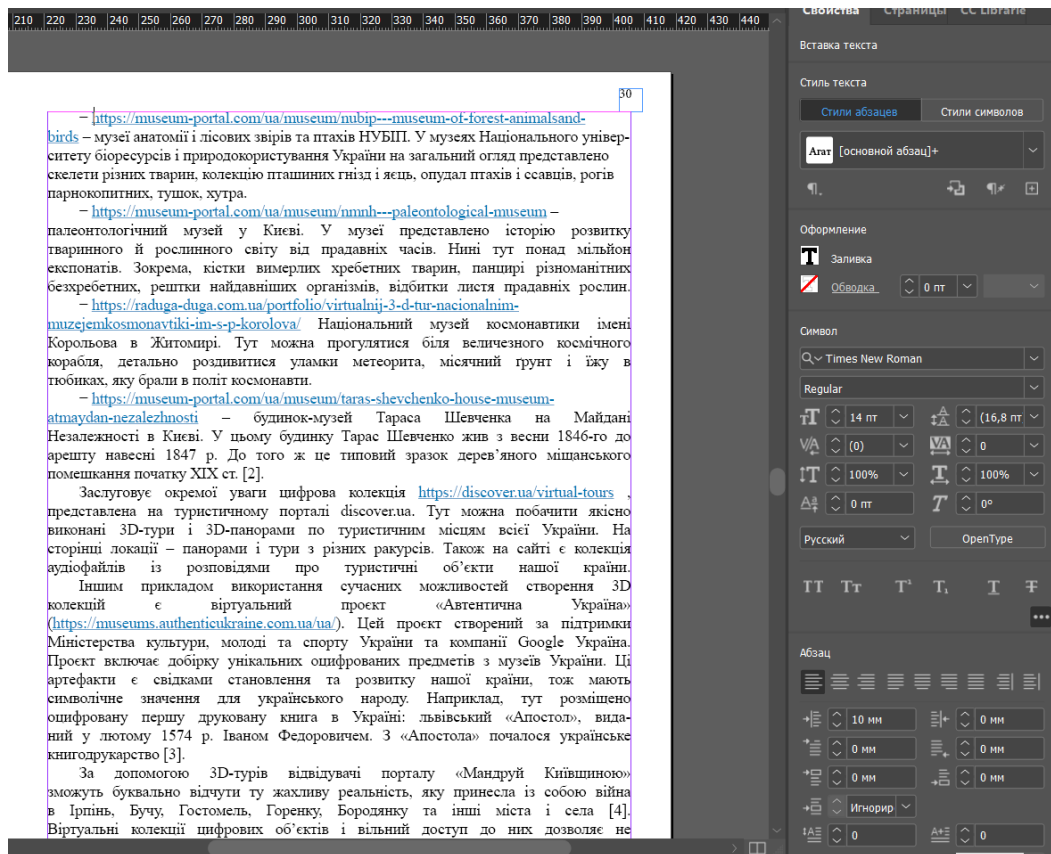 210 220 230 240 250 260 270 280 290 300 310 320 330 340 350 360 370 380 390 400 410 420 430 440
30
– https://museum-portal.com/ua/museum/nubip---museum-of-forest-animalsand-
birds – музеї анатомії і лісових звірів та птахів НУБІП. У музеях Національного універ-
ситету біоресурсів і природокористування України на загальний огляд представлено
скелети різних тварин, колекцію пташиних гнізд і яєць, опудал птахів і ссавців, рогів
парнокопитних, тушок, хутра.
– https://museum-portal.com/ua/museum/nmnh---paleontological-museum –
палеонтологічний музей у Києві. У музеї представлено історію розвитку
тваринного й рослинного світу від прадавніх часів. Нині тут понад мільйон
експонатів. Зокрема, кістки вимерлих хребетних тварин, панцирі різноманітних
безхребетних, рештки найдавніших організмів, відбитки листя прадавніх рослин.
– https://raduga-duga.com.ua/portfolio/virtualnij-3-d-tur-nacionalnim-
muzejemkosmonavtiki-im-s-p-korolova/ Національний музей космонавтики імені
Корольова в Житомирі. Тут можна прогулятися біля величезного космічного
корабля, детально роздивитися уламки метеорита, місячний ґрунт і їжу в
тюбиках, яку брали в політ космонавти.
– https://museum-portal.com/ua/museum/taras-shevchenko-house-museum-
atmaydan-nezalezhnosti – будинок-музей Тараса Шевченка на Майдані
Незалежності в Києві. У цьому будинку Тарас Шевченко жив з весни 1846-го до
арешту навесні 1847 р. До того ж це типовий зразок дерев’яного міщанського
помешкання початку XIX ст. [2].
Заслуговує окремої уваги цифрова колекція https://discover.ua/virtual-tours ,
представлена на туристичному порталі discover.ua. Тут можна побачити якісно
виконані 3D-тури і 3D-панорами по туристичним місцям всієї України. На
сторінці локації – панорами і тури з різних ракурсів. Також на сайті є колекція
аудіофайлів із розповідями про туристичні об’єкти нашої країни.
Іншим прикладом використання сучасних можливостей створення 3D
колекцій є віртуальний проєкт «Автентична Україна»
(https://museums.authenticukraine.com.ua/ua/). Цей проєкт створений за підтримки
Міністерства культури, молоді та спорту України та компанії Google Україна.
Проєкт включає добірку унікальних оцифрованих предметів з музеїв України. Ці
артефакти є свідками становлення та розвитку нашої країни, тож мають
символічне значення для українського народу. Наприклад, тут розміщено
оцифровану першу друковану книга в Україні: львівський «Апостол», вида-
ний у лютому 1574 р. Іваном Федоровичем. З «Апостола» почалося українське
книгодрукарство [3].
За допомогою 3D-турів відвідувачі порталу «Мандруй Київщиною»
зможуть буквально відчути ту жахливу реальність, яку принесла із собою війна
в Ірпінь, Бучу, Гостомель, Горенку, Бородянку та інші міста і села [4].
Віртуальні колекції цифрових об’єктів і вільний доступ до них дозволяє не
Свойства Страницы CC Librarie
Вставка текста
Стиль текста
Стили абзацев Стили символов
Агат [основной абзац]+
Оформление
T Заливка
Обводка 0 пт
Символ
Times New Roman
Regular
14 пт (16,8 пт
(0) 0
100% 100%
0 пт 0°
Русский OpenType
Абзац
10 мм 0 мм
0 мм 0 мм
0 мм 0 мм
Игнорир
0 0